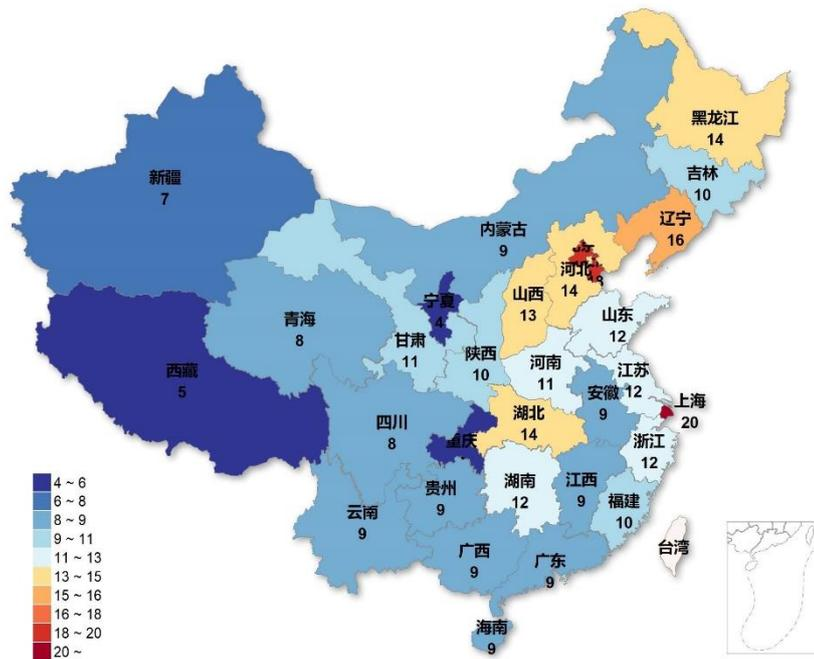 黑龙江
14
吉林
10
新疆
7
辽宁
16
内蒙古
9
河北
14
山西
13
宁夏
4
山东
12
青海
8
甘肃
11
陕西
10
河南
11
江苏
12
西藏
5
安徽
9
上海
20
四川
8
湖北
14
重庆
浙江
12
湖南
12
江西
9
贵州
9
福建
10
云南
9
广西
9
广东
9
台湾
海南
9
4 ~ 6
6 ~ 8
8 ~ 9
9 ~ 11
11 ~ 13
13 ~ 15
15 ~ 16
16 ~ 18
18 ~ 20
20 ~